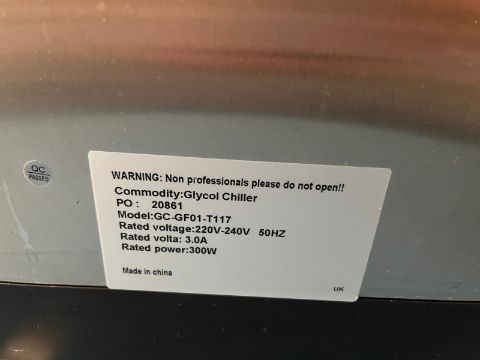 QC
PASSED
WARNING: Non professionals please do not open!!
Commodity:Glycol Chiller
PO : 20861
Model:GC-GF01-T117
Rated voltage:220V-240V 50HZ
Rated volta: 3.0A
Rated power:300W
Made in china
UK